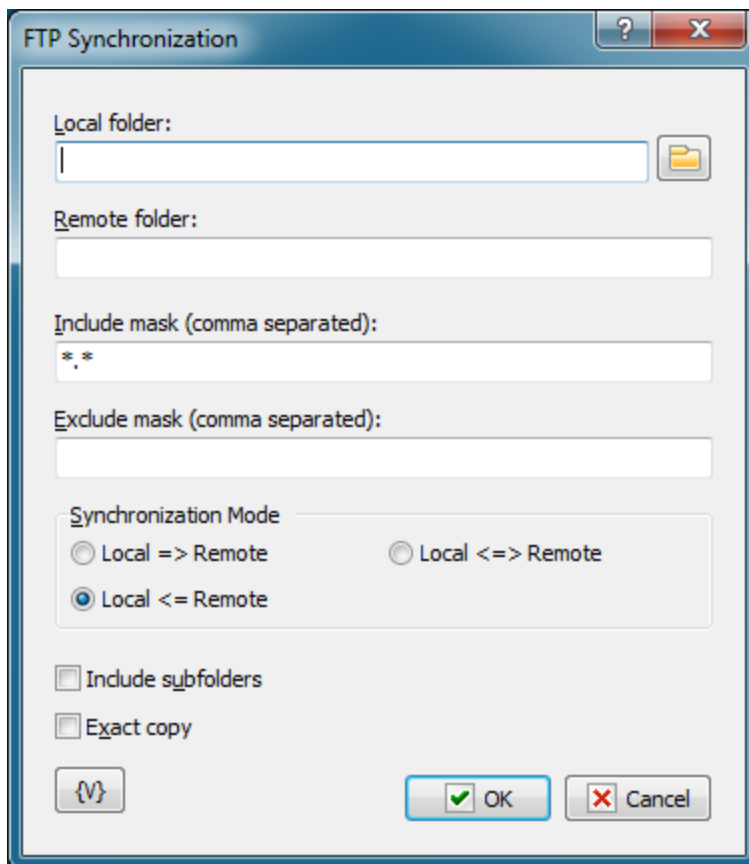 FTP Synchronization
?
Local folder:
Remote folder:
Include mask (comma separated):
*.*
Exclude mask (comma separated):
Synchronization Mode
Local => Remote
Local <=> Remote
Local <= Remote
Include subfolders
Exact copy
{V}
OK
Cancel